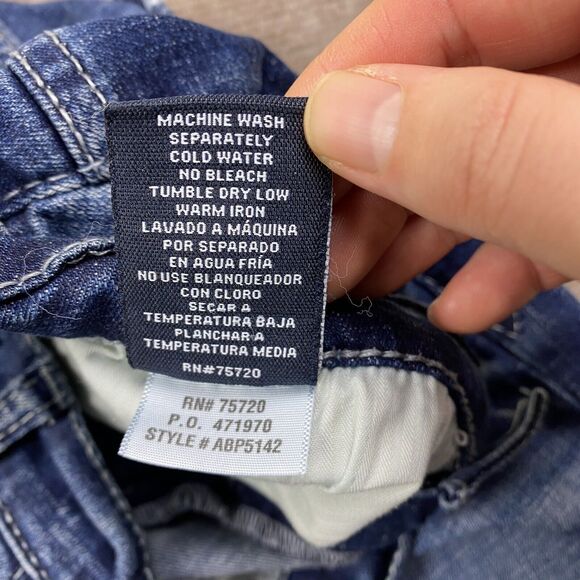 MACHINE WASH
SEPARATELY
COLD WATER
NO BLEACH
TUMBLE DRY LOW
WARM IRON
LAVADO A MÁQUINA
POR SEPARADO
EN AGUA FRÍA
NO USE BLANQUEADOR
CON CLORO
SECAR A
TEMPERATURA BAJA
PLANCHAR A
TEMPERATURA MEDIA
RN#75720
RN# 75720
P.O. 471970
STYLE # ABP5142